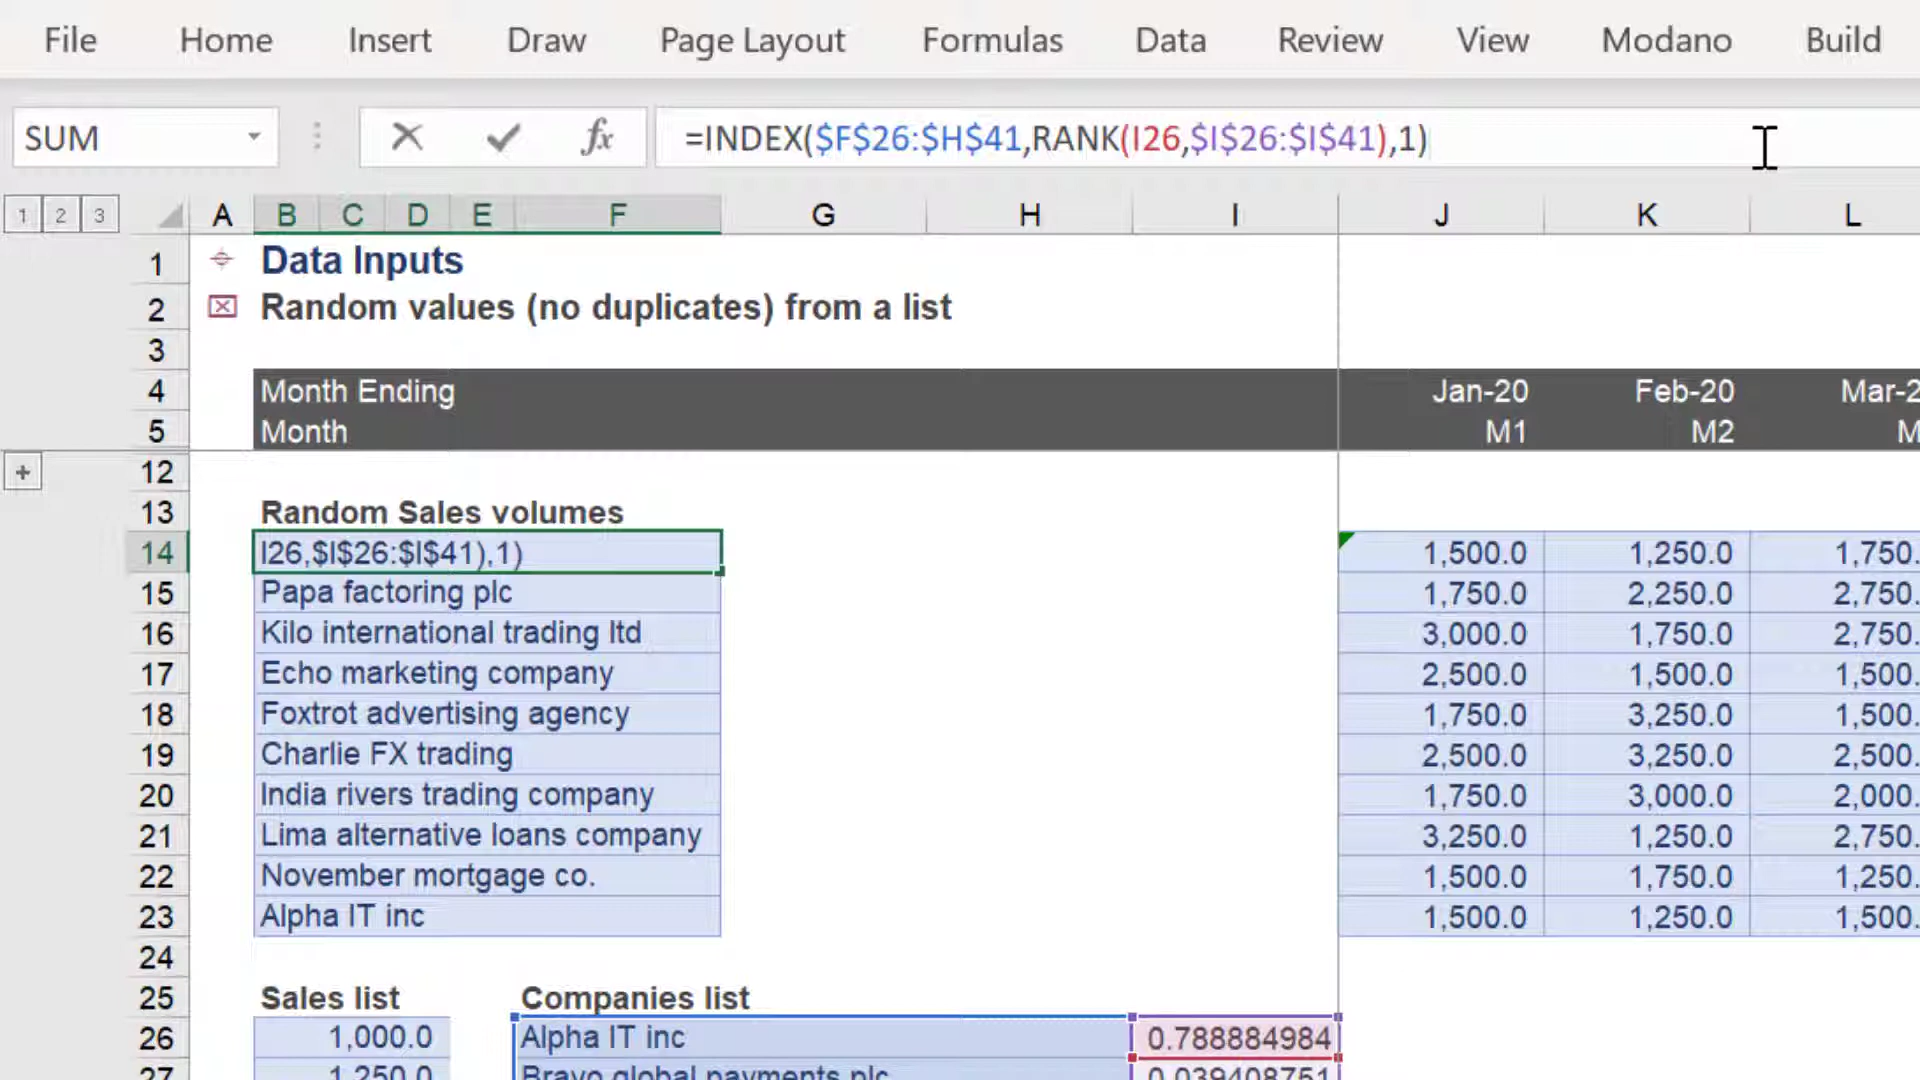 File Home Insert Draw Page Layout Formulas Data Review View Modano Build
SUM fx =INDEX($F$26:$H$41,RANK(I26,$I$26:$I$41),1)
1 2 3 A B C D E F G H I J K L
1 Data Inputs
2 Random values (no duplicates) from a list
3
4 Month Ending Jan-20 Feb-20 Mar-2
5 Month M1 M2 M
12
13 Random Sales volumes
14 I26,$I$26:$I$41),1) 1,500.0 1,250.0 1,750.
15 Papa factoring plc 1,750.0 2,250.0 2,750.
16 Kilo international trading ltd 3,000.0 1,750.0 2,750.
17 Echo marketing company 2,500.0 1,500.0 1,500.
18 Foxtrot advertising agency 1,750.0 3,250.0 1,500.
19 Charlie FX trading 2,500.0 3,250.0 2,500.
20 India rivers trading company 1,750.0 3,000.0 2,000.
21 Lima alternative loans company 3,250.0 1,250.0 2,750.
22 November mortgage co. 1,500.0 1,750.0 1,250.
23 Alpha IT inc 1,500.0 1,250.0 1,500.
24
25 Sales list Companies list
26 1,000.0 Alpha IT inc 0.788884984
27 1,250.0 Bravo global payments plc 0.039408751